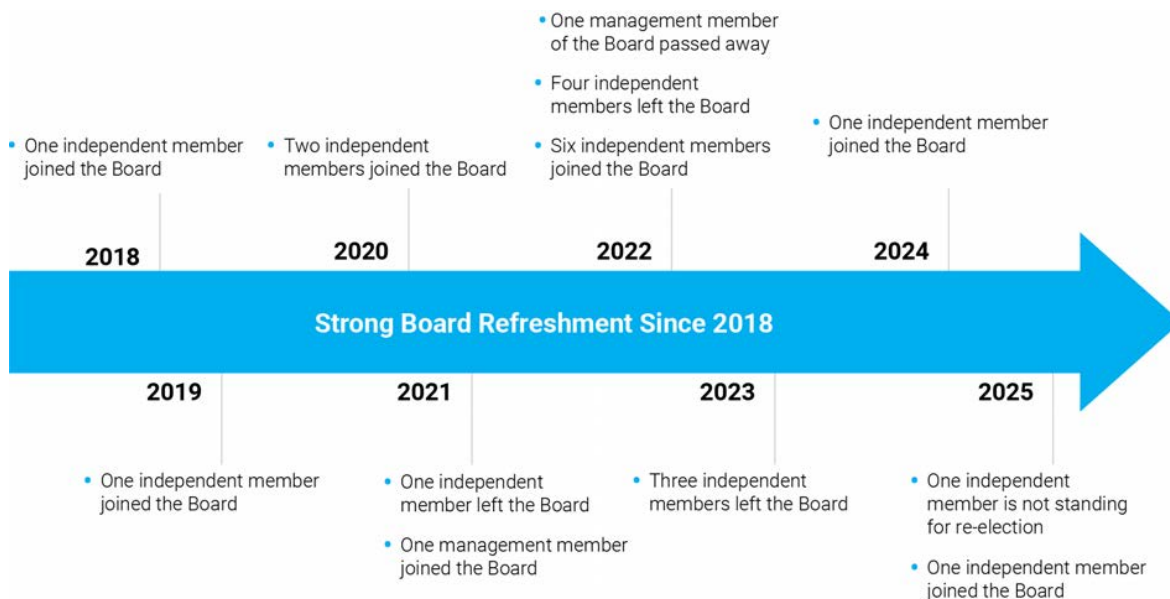 • One management member
of the Board passed away
• Four independent
members left the Board
• One independent member
joined the Board
• Two independent
members joined the Board
• Six independent members
joined the Board
• One independent member
joined the Board
2018
2020
2022
2024
Strong Board Refreshment Since 2018
2019
2021
2023
2025
• One independent member
joined the Board
• One independent
member left the Board
• One management member
joined the Board
• Three independent
members left the Board
• One independent
member is not standing
for re-election
• One independent member
joined the Board